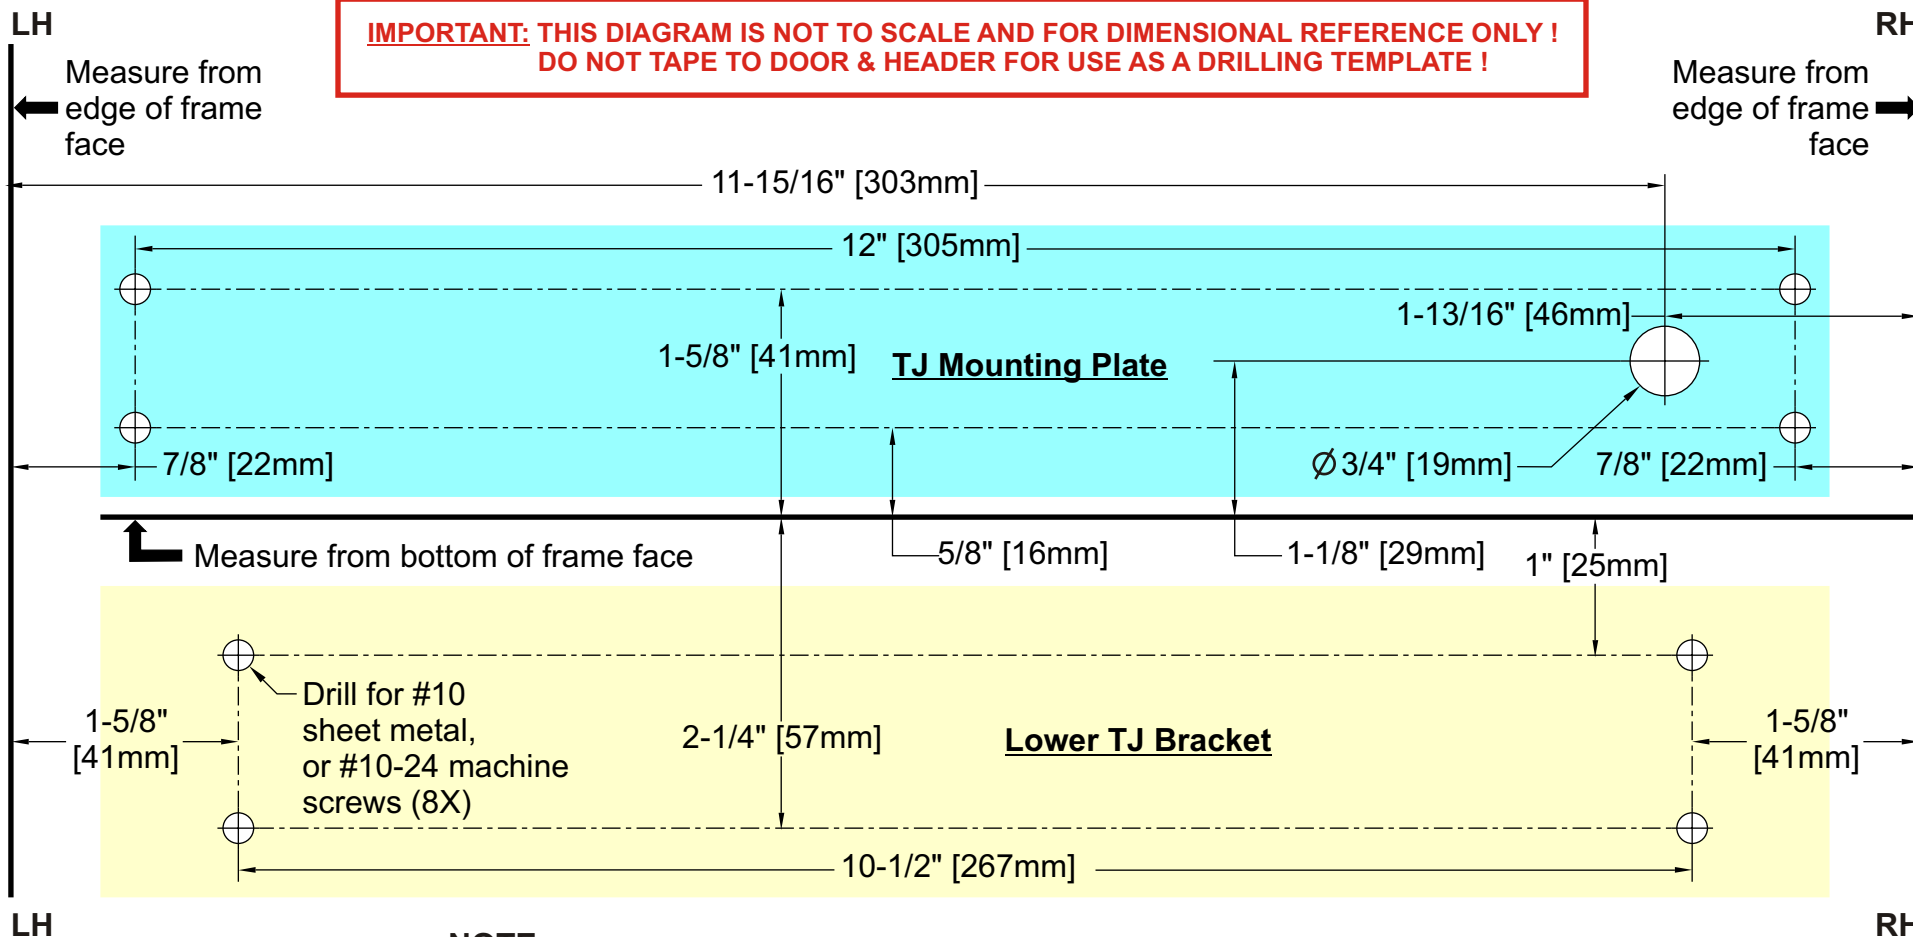 LH
RH
IMPORTANT: THIS DIAGRAM IS NOT TO SCALE AND FOR DIMENSIONAL REFERENCE ONLY !
DO NOT TAPE TO DOOR & HEADER FOR USE AS A DRILLING TEMPLATE !
Measure from
edge of frame
face
Measure from
edge of frame
face
11-15/16" [303mm]
12" [305mm]
1-13/16" [46mm]
1-5/8" [41mm]
TJ Mounting Plate
7/8" [22mm]
Ø 3/4" [19mm]
7/8" [22mm]
Measure from bottom of frame face
5/8" [16mm]
1-1/8" [29mm]
1" [25mm]
Drill for #10
sheet metal,
or #10-24 machine
screws (8X)
1-5/8"
[41mm]
2-1/4" [57mm]
Lower TJ Bracket
1-5/8"
[41mm]
10-1/2" [267mm]
LH
RH